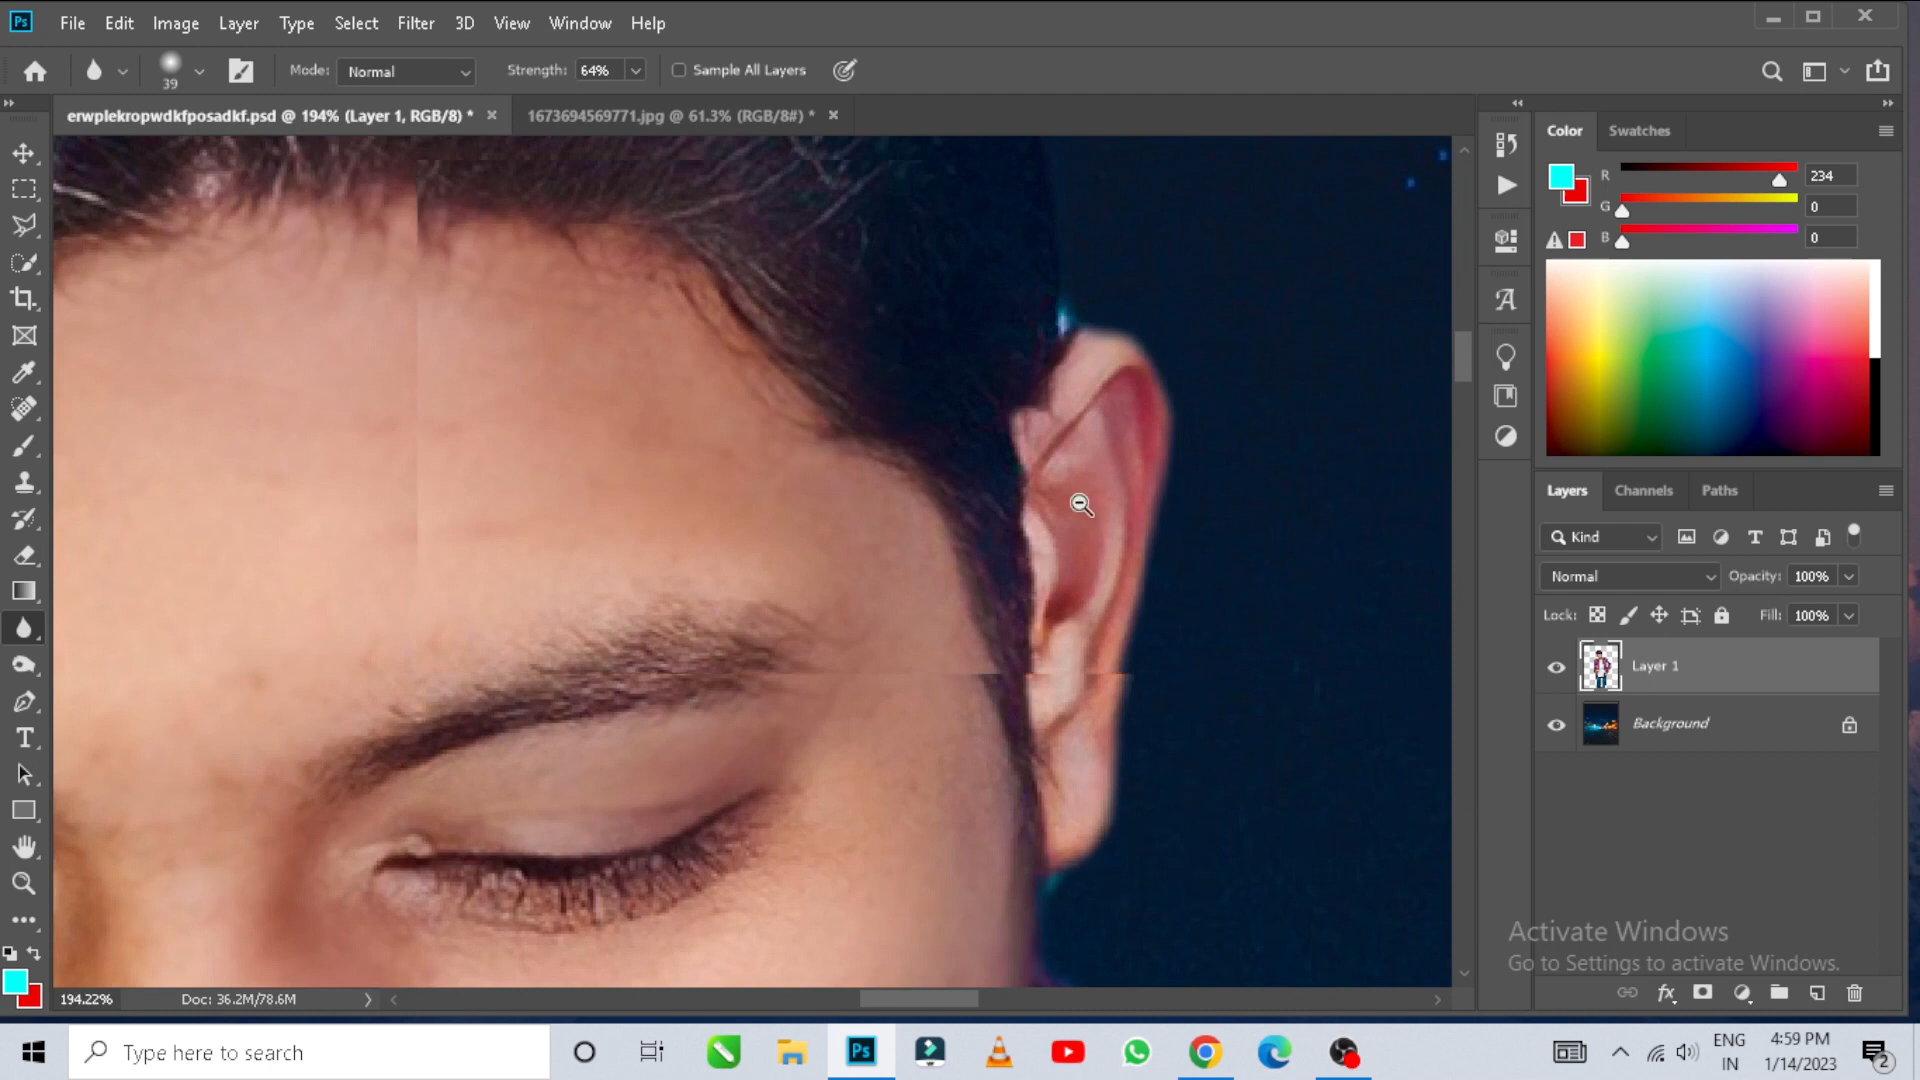 Ps File Edit Image Layer Type Select Filter 3D View Window Help
39 Mode: Normal Strength: 64% Sample All Layers
erwplekropwdkfposadkf.psd @ 194% (Layer 1, RGB/8) * × 1673694569771.jpg @ 61.3% (RGB/8#) * ×
Color Swatches
R 234
G 0
B 0
Layers Channels Paths
Kind
Normal Opacity: 100%
Lock: Fill: 100%
Layer 1
Background
Activate Windows
Go to Settings to activate Windows.
194.22% Doc: 36.2M/78.6M
Type here to search
Ps
ENG
IN
4:59 PM
1/14/2023
2